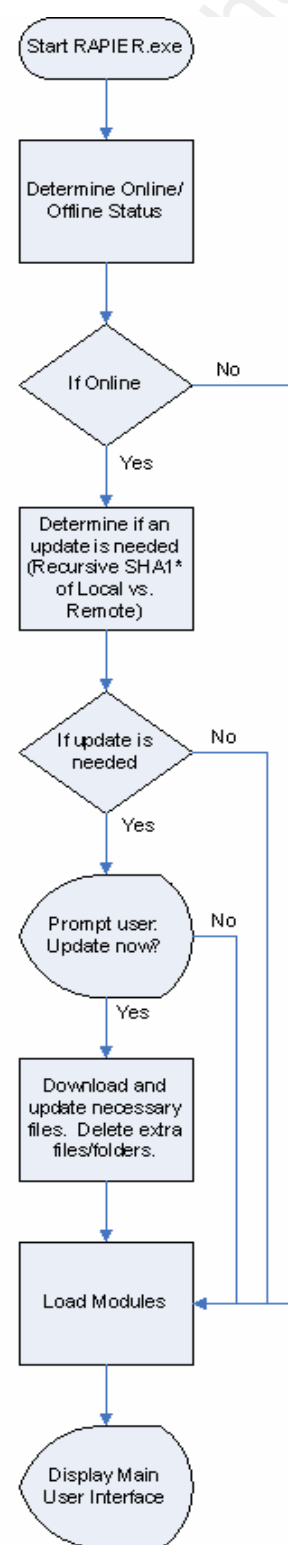 Start RAPIER.exe
Determine Online/
Offline Status
If Online
No
Yes
Determine if an
update is needed
(Recursive SHA1*
of Local vs.
Remote)
If update is
needed
No
Yes
Prompt user:
Update now?
No
Yes
Download and
update necessary
files. Delete extra
files/folders.
Load Modules
Display Main
User Interface